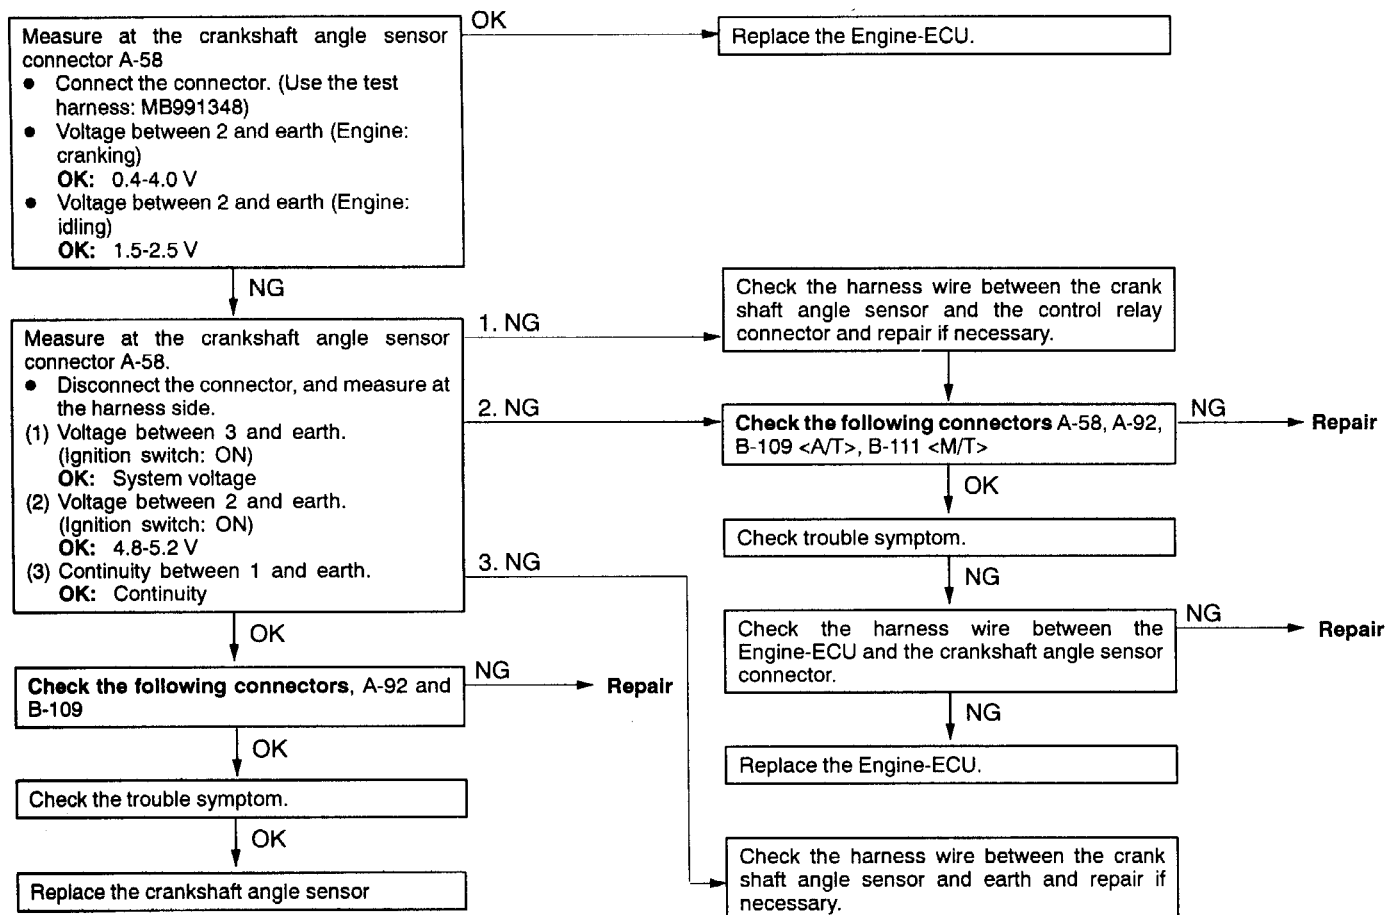 Measure at the crankshaft angle sensor
connector A-58
● Connect the connector. (Use the test
harness: MB991348)
● Voltage between 2 and earth (Engine:
cranking)
OK: 0.4-4.0 V
● Voltage between 2 and earth (Engine:
idling)
OK: 1.5-2.5 V
OK
Replace the Engine-ECU.
NG
Measure at the crankshaft angle sensor
connector A-58.
● Disconnect the connector, and measure at
the harness side.
(1) Voltage between 3 and earth.
(Ignition switch: ON)
OK: System voltage
(2) Voltage between 2 and earth.
(Ignition switch: ON)
OK: 4.8-5.2 V
(3) Continuity between 1 and earth.
OK: Continuity
1. NG
Check the harness wire between the crank
shaft angle sensor and the control relay
connector and repair if necessary.
2. NG
Check the following connectors A-58, A-92,
B-109 <A/T>, B-111 <M/T>
NG
Repair
OK
Check trouble symptom.
NG
Check the harness wire between the
Engine-ECU and the crankshaft angle sensor
connector.
NG
Repair
NG
Replace the Engine-ECU.
3. NG
Check the harness wire between the crank
shaft angle sensor and earth and repair if
necessary.
OK
Check the following connectors, A-92 and
B-109
NG
Repair
OK
Check the trouble symptom.
OK
Replace the crankshaft angle sensor